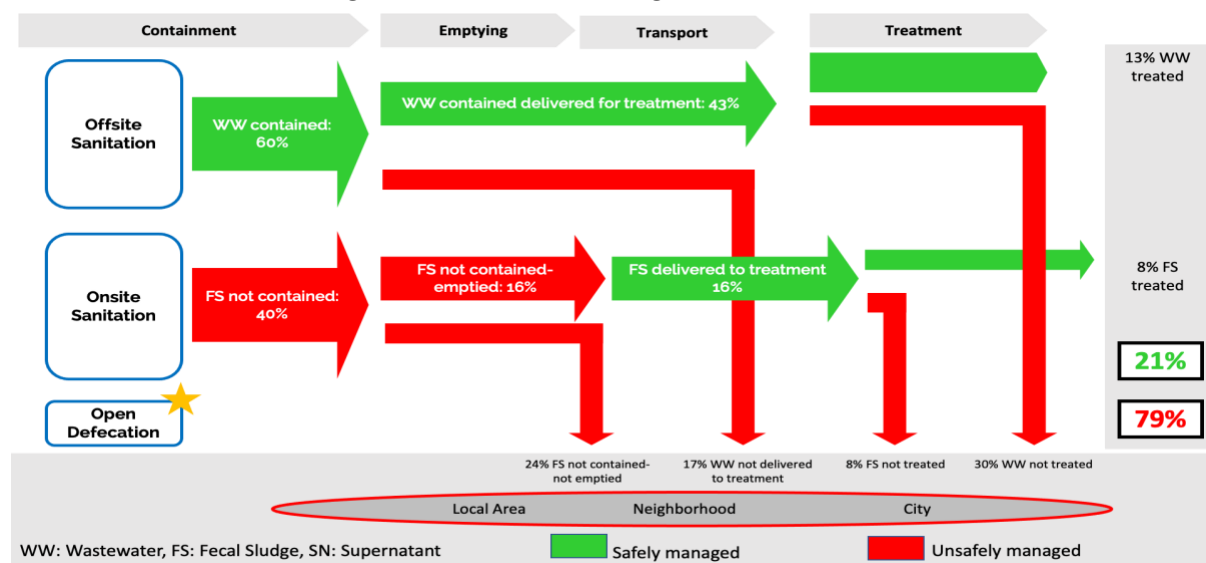 Containment
Emptying
Transport
Treatment
Offsite
Sanitation
WW contained:
60%
WW contained delivered for treatment: 43%
13% WW
treated
Onsite
Sanitation
FS not contained:
40%
FS not contained-
emptied: 16%
FS delivered to treatment
16%
8% FS
treated
21%
79%
Open
Defecation
24% FS not contained-
not emptied
17% WW not delivered
to treatment
8% FS not treated
30% WW not treated
Local Area
Neighborhood
City
WW: Wastewater, FS: Fecal Sludge, SN: Supernatant
Safely managed
Unsafely managed